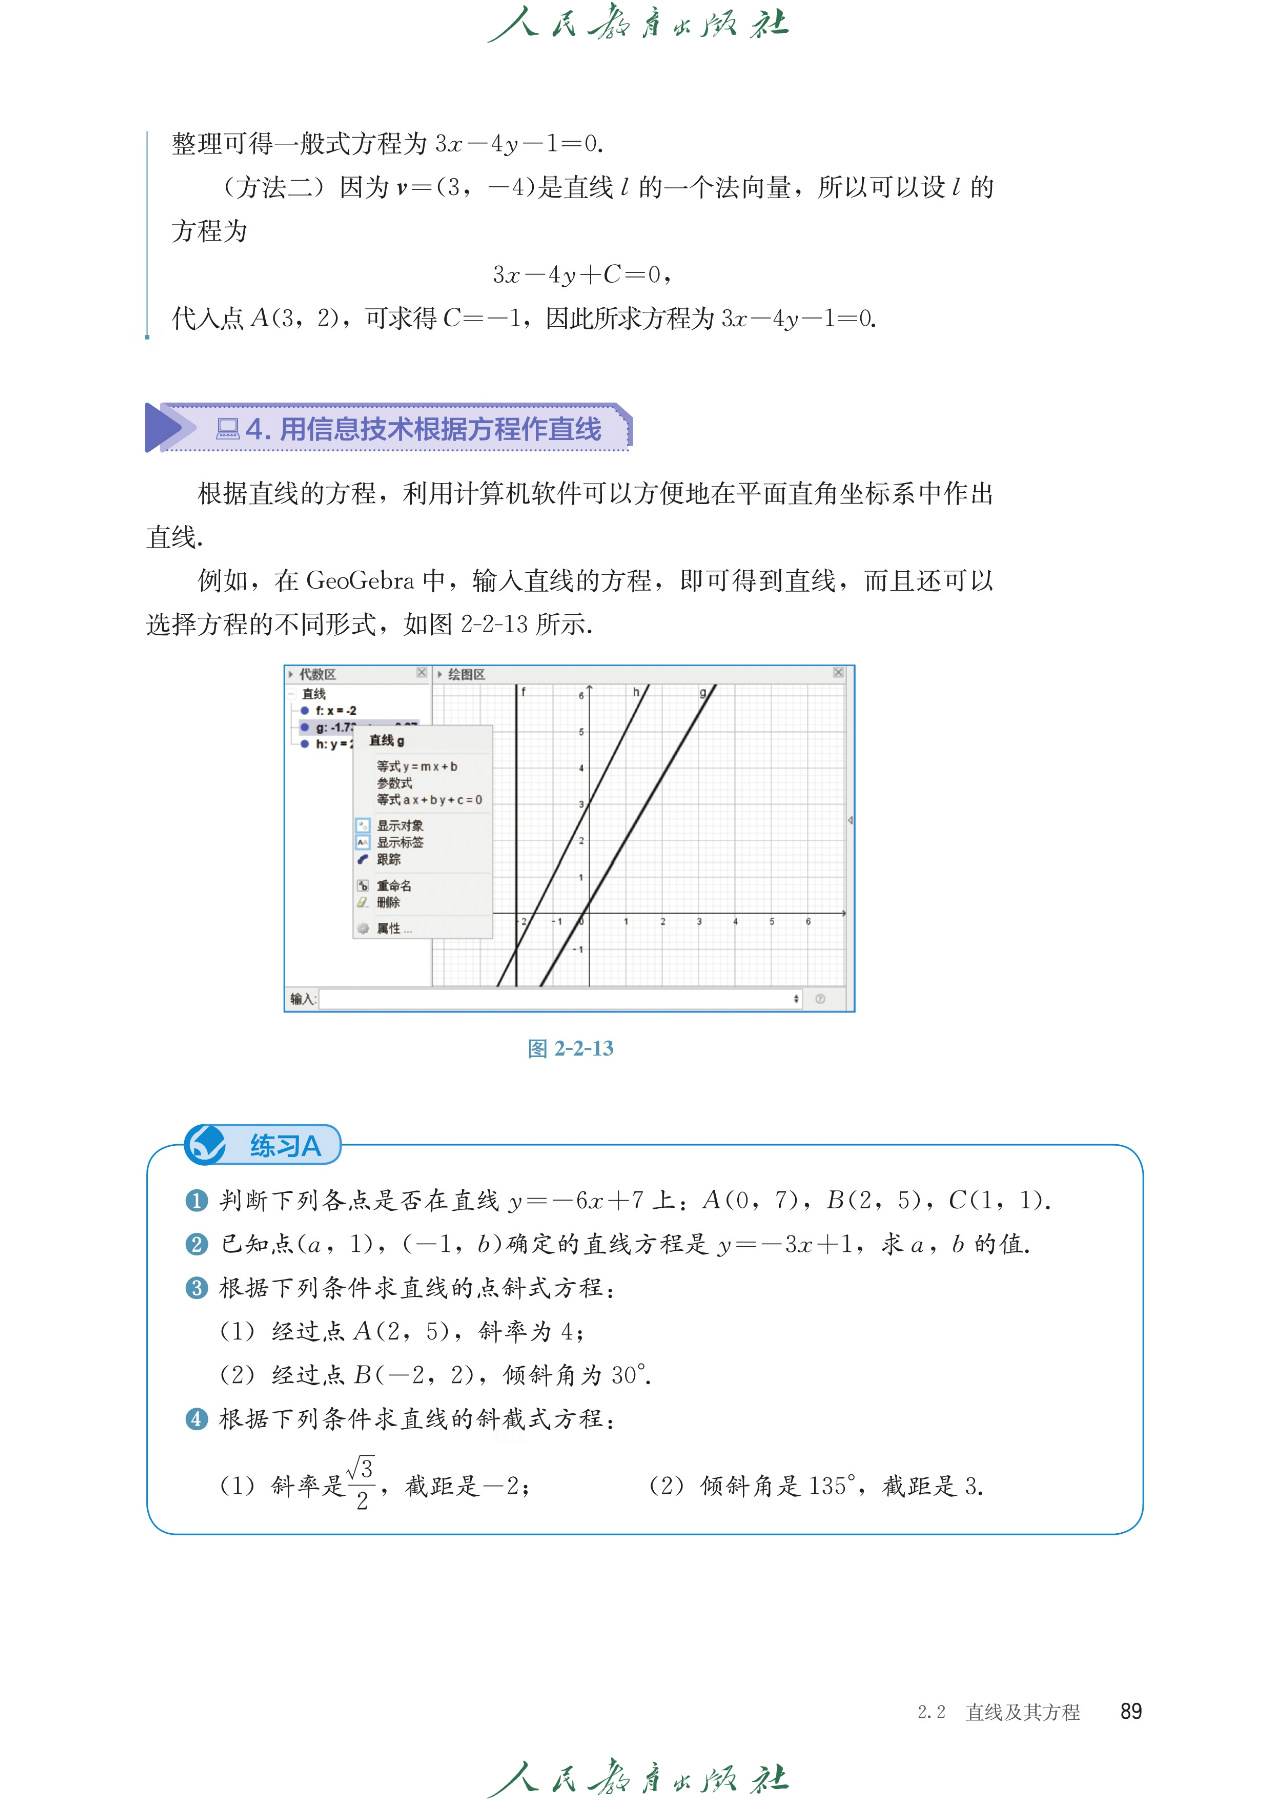 人民教育出版社
整理可得一般式方程为 3x－4y－1＝0.
（方法二）因为 v＝(3，－4)是直线 l 的一个法向量，所以可以设 l 的
方程为
3x－4y＋C＝0，
代入点 A(3，2)，可求得 C＝－1，因此所求方程为 3x－4y－1＝0.
4. 用信息技术根据方程作直线
根据直线的方程，利用计算机软件可以方便地在平面直角坐标系中作出
直线.
例如，在 GeoGebra 中，输入直线的方程，即可得到直线，而且还可以
选择方程的不同形式，如图 2-2-13 所示.
代数区 绘图区
直线
f: x = -2
g: -1.73
h: y =
直线 g
等式 y = m x + b
参数式
等式 a x + b y + c = 0
显示对象
显示标签
跟踪
重命名
删除
属性 ...
f h g
6
5
4
3
2
1
-2 -1 0 1 2 3 4 5 6
-1
输入:
图 2-2-13
练习A
1 判断下列各点是否在直线 y＝－6x＋7 上：A(0，7)，B(2，5)，C(1，1).
2 已知点(a，1)，(－1，b)确定的直线方程是 y＝－3x＋1，求 a，b 的值.
3 根据下列条件求直线的点斜式方程：
（1）经过点 A(2，5)，斜率为 4；
（2）经过点 B(－2，2)，倾斜角为 30°.
4 根据下列条件求直线的斜截式方程：
（1）斜率是√3/2，截距是－2； （2）倾斜角是 135°，截距是 3.
2.2 直线及其方程 89
人民教育出版社